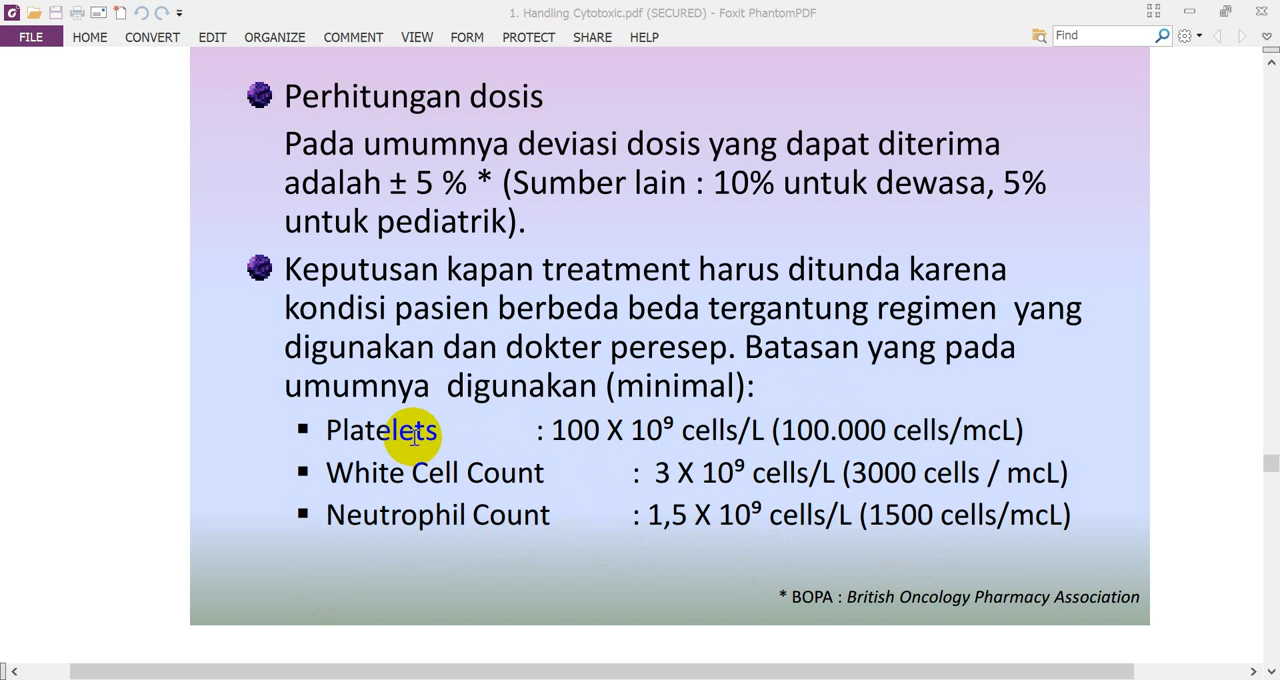 1. Handling Cytotoxic.pdf (SECURED) - Foxit PhantomPDF
FILE HOME CONVERT EDIT ORGANIZE COMMENT VIEW FORM PROTECT SHARE HELP Find
Perhitungan dosis
Pada umumnya deviasi dosis yang dapat diterima
adalah ± 5 % * (Sumber lain : 10% untuk dewasa, 5%
untuk pediatrik).
Keputusan kapan treatment harus ditunda karena
kondisi pasien berbeda beda tergantung regimen yang
digunakan dan dokter peresep. Batasan yang pada
umumnya digunakan (minimal):
Platelets : 100 X 10⁹ cells/L (100.000 cells/mcL)
White Cell Count : 3 X 10⁹ cells/L (3000 cells / mcL)
Neutrophil Count : 1,5 X 10⁹ cells/L (1500 cells/mcL)
* BOPA : British Oncology Pharmacy Association